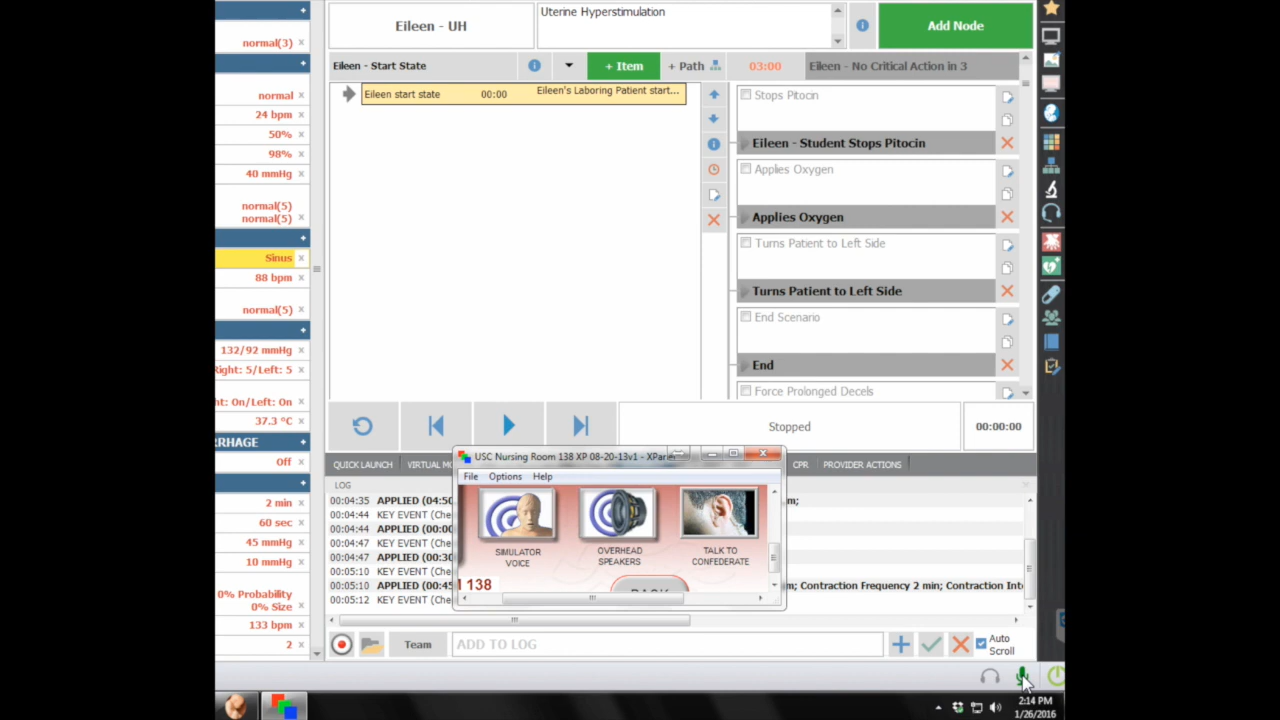 Eileen - UH
Uterine Hyperstimulation
Add Node
Eileen - Start State
+ Item
+ Path
03:00
Eileen - No Critical Action in 3
Eileen start state
00:00
Eileen's Laboring Patient start...
Stops Pitocin
Eileen - Student Stops Pitocin
Applies Oxygen
Applies Oxygen
Turns Patient to Left Side
Turns Patient to Left Side
End Scenario
End
Force Prolonged Decels
normal(3) x
normal x
24 bpm x
50% x
98% x
40 mmHg x
normal(5)
normal(5) x
Sinus x
88 bpm x
normal(5) x
132/92 mmHg x
Right: 5/Left: 5 x
ht: On/Left: On x
37.3 °C x
RRHAGE
Off x
2 min x
60 sec x
45 mmHg x
10 mmHg x
0% Probability
0% Size x
133 bpm x
2 x
Stopped
00:00:00
QUICK LAUNCH
VIRTUAL MO
CPR
PROVIDER ACTIONS
LOG
00:04:35 APPLIED (04:50
m;
00:04:44 KEY EVENT (Che
00:04:44 APPLIED (00:00
00:04:47 KEY EVENT (Che
00:04:47 APPLIED (00:30
00:05:10 KEY EVENT (Che
00:05:10 APPLIED (00:45
m; Contraction Frequency 2 min; Contraction Inte
00:05:12 KEY EVENT (Che
USC Nursing Room 138 XP 08-20-13v1 - XPanel
File Options Help
SIMULATOR
VOICE
OVERHEAD
SPEAKERS
TALK TO
CONFEDERATE
138
BACK
Team
ADD TO LOG
Auto
Scroll
2:14 PM
1/26/2016